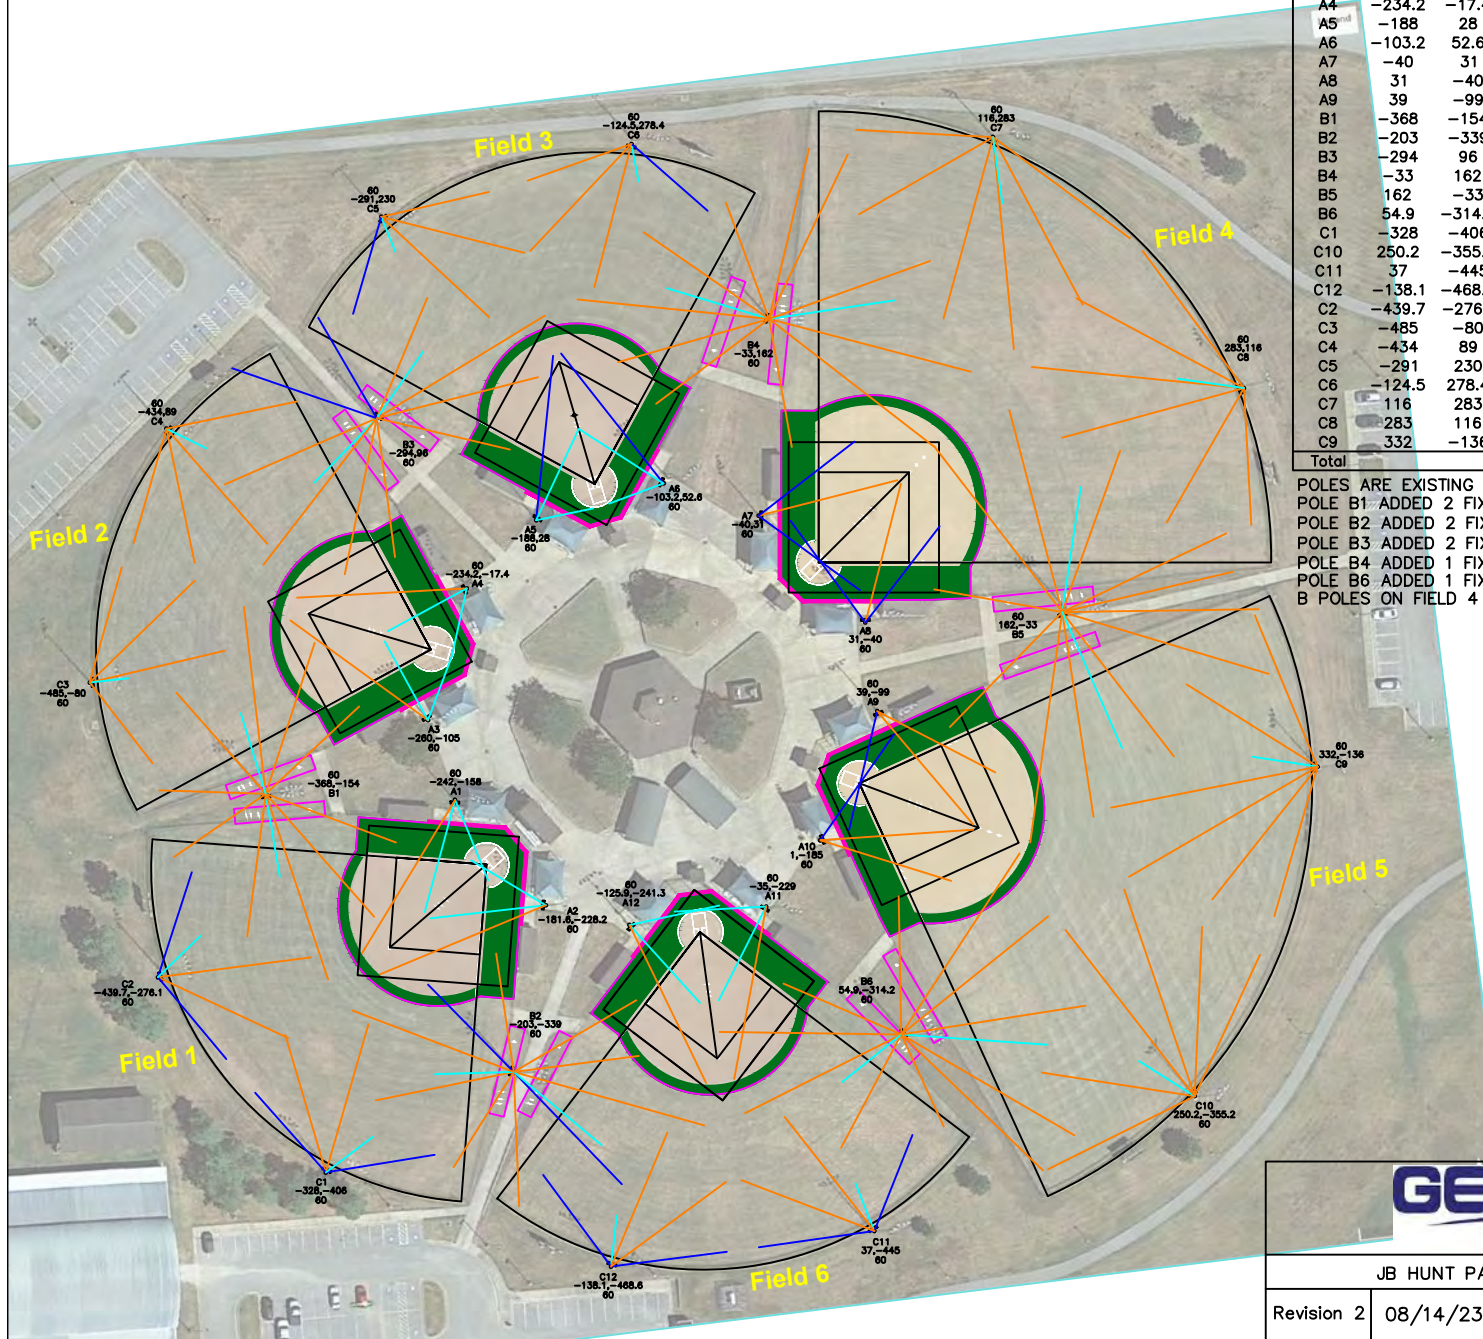 A4 -234.2 -17.4
A5 -188 28
A6 -103.2 52.6
A7 -40 31
A8 31 -40
A9 39 -99
B1 -368 -154
B2 -203 -339
B3 -294 96
B4 -33 162
B5 162 -33
B6 54.9 -314.
C1 -328 -406
C10 250.2 -355.
C11 37 -445
C12 -138.1 -468.
C2 -439.7 -276
C3 -485 -80
C4 -434 89
C5 -291 230
C6 -124.5 278.4
C7 116 283
C8 283 116
C9 332 -136
Total
POLES ARE EXISTING
POLE B1 ADDED 2 FIX
POLE B2 ADDED 2 FIX
POLE B3 ADDED 2 FIX
POLE B4 ADDED 1 FIX
POLE B6 ADDED 1 FIX
B POLES ON FIELD 4
60
116,283
C7
60
-124.5,278.4
C6
Field 3
60
-291,230
C5
Field 4
60
283,116
C8
B4
-33,162
60
60
-434,89
C4
B3
-294,96
60
A6
-103.2,52.6
60
A5
-188,28
60
A7
-40,31
60
Field 2
60
-234.2,-17.4
A4
A8
31,-40
60
60
162,-33
B5
C3
-485,-80
60
60
39,-99
A9
A3
-260,-105
60
60
332,-136
C9
60
-368,-154
B1
60
-242,-158
A1
A10
1,-185
60
Field 5
60
-125.9,-241.3
A12
60
-35,-229
A11
A2
-181.6,-228.2
60
C2
-439.7,-276.1
60
B6
54.9,-314.2
60
B2
-203,-339
60
Field 1
C10
250.2,-355.2
60
C1
-328,-406
60
C11
37,-445
60
C12
-138.1,-468.6
60
Field 6
GE
JB HUNT PA
Revision 2 08/14/23